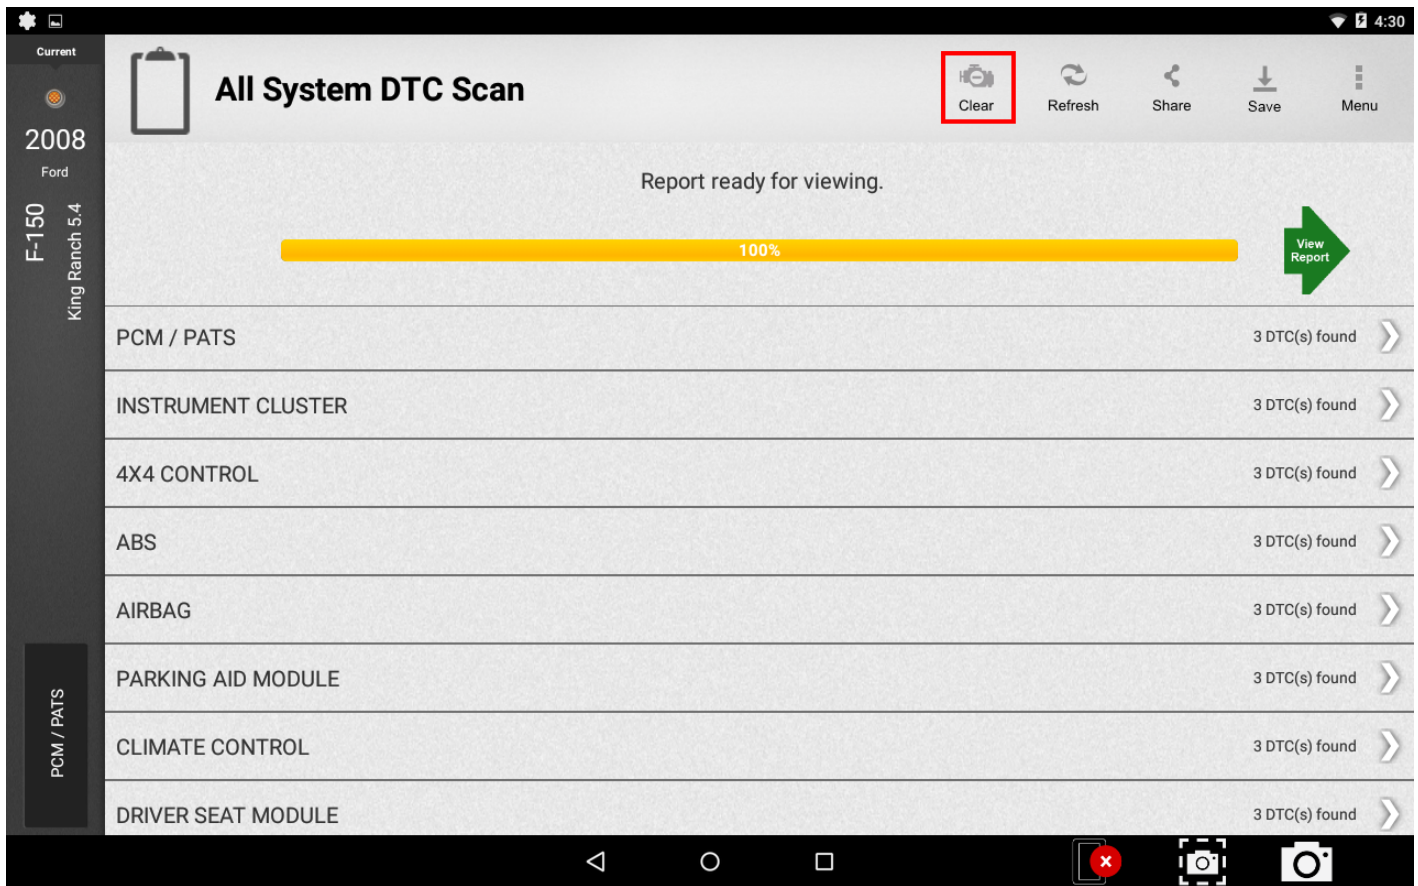 4:30
Current
2008
Ford
F-150
King Ranch 5.4
PCM / PATS
All System DTC Scan
Clear
Refresh
Share
Save
Menu
Report ready for viewing.
100%
View
Report
PCM / PATS 3 DTC(s) found
INSTRUMENT CLUSTER 3 DTC(s) found
4X4 CONTROL 3 DTC(s) found
ABS 3 DTC(s) found
AIRBAG 3 DTC(s) found
PARKING AID MODULE 3 DTC(s) found
CLIMATE CONTROL 3 DTC(s) found
DRIVER SEAT MODULE 3 DTC(s) found